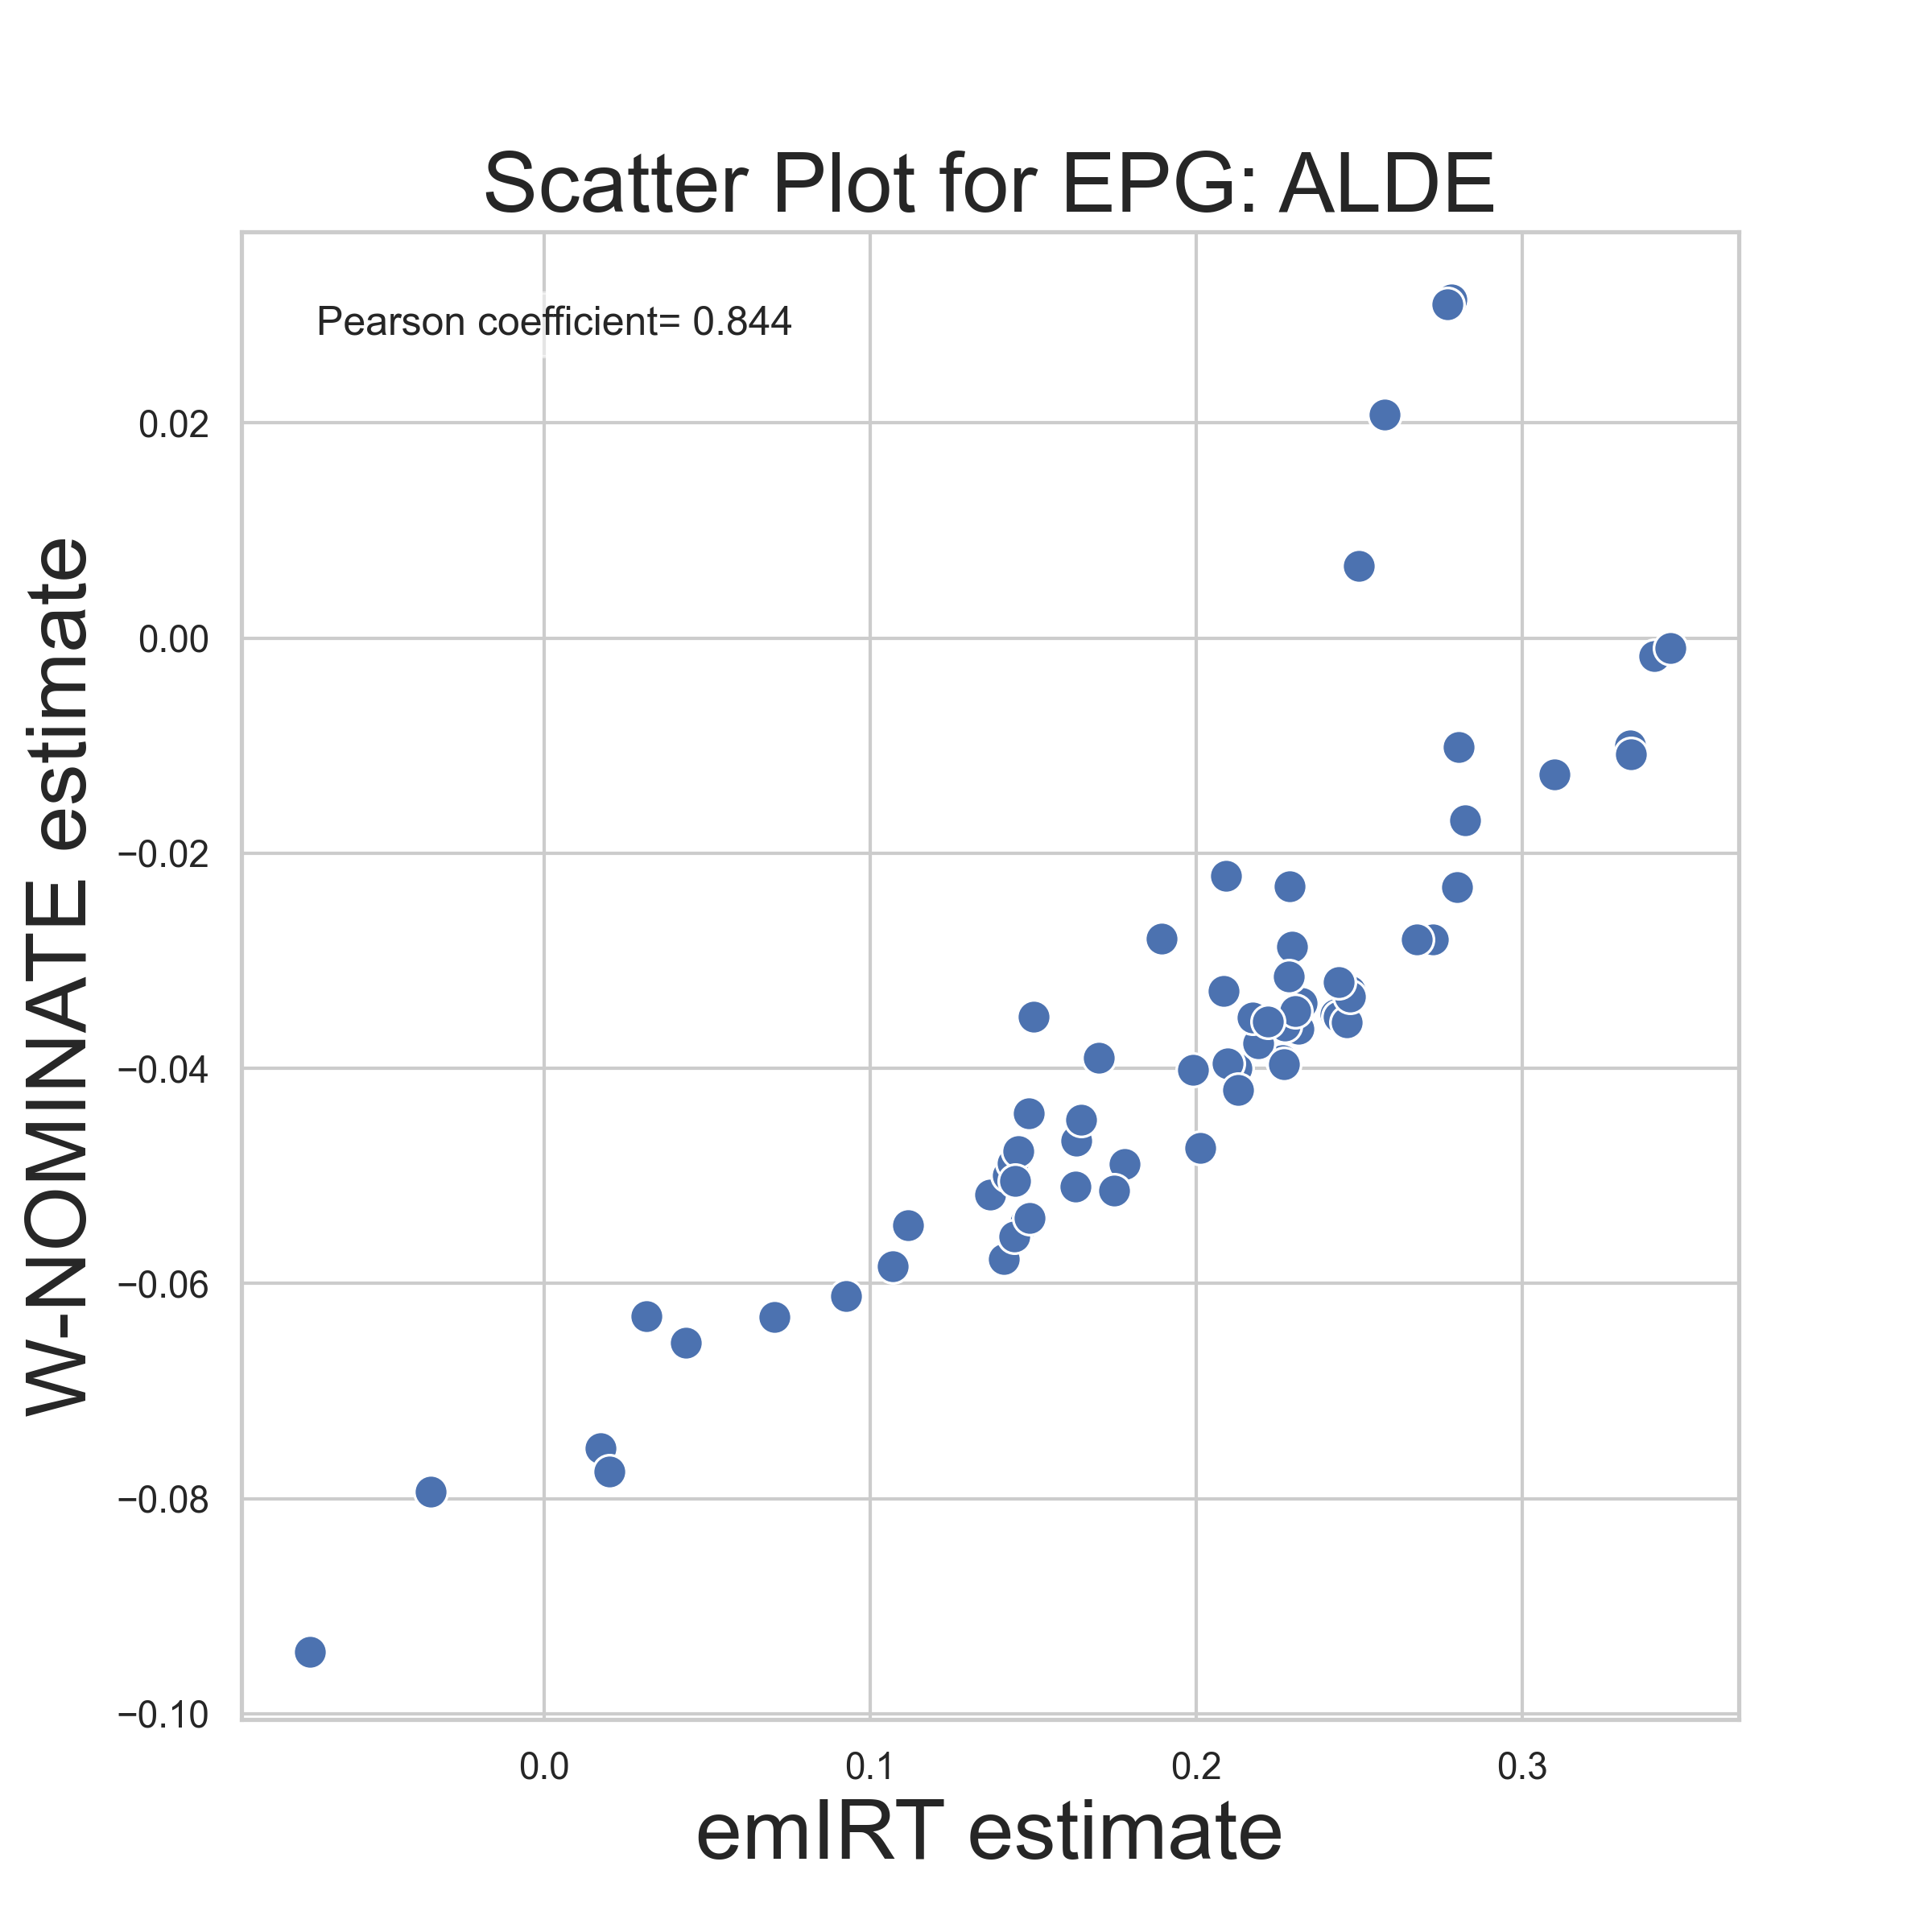 Scatter Plot for EPG: ALDE
Pearson coefficient= 0.844
W-NOMINATE estimate
0.02
0.00
−0.02
−0.04
−0.06
−0.08
−0.10
0.0 0.1 0.2 0.3
emIRT estimate